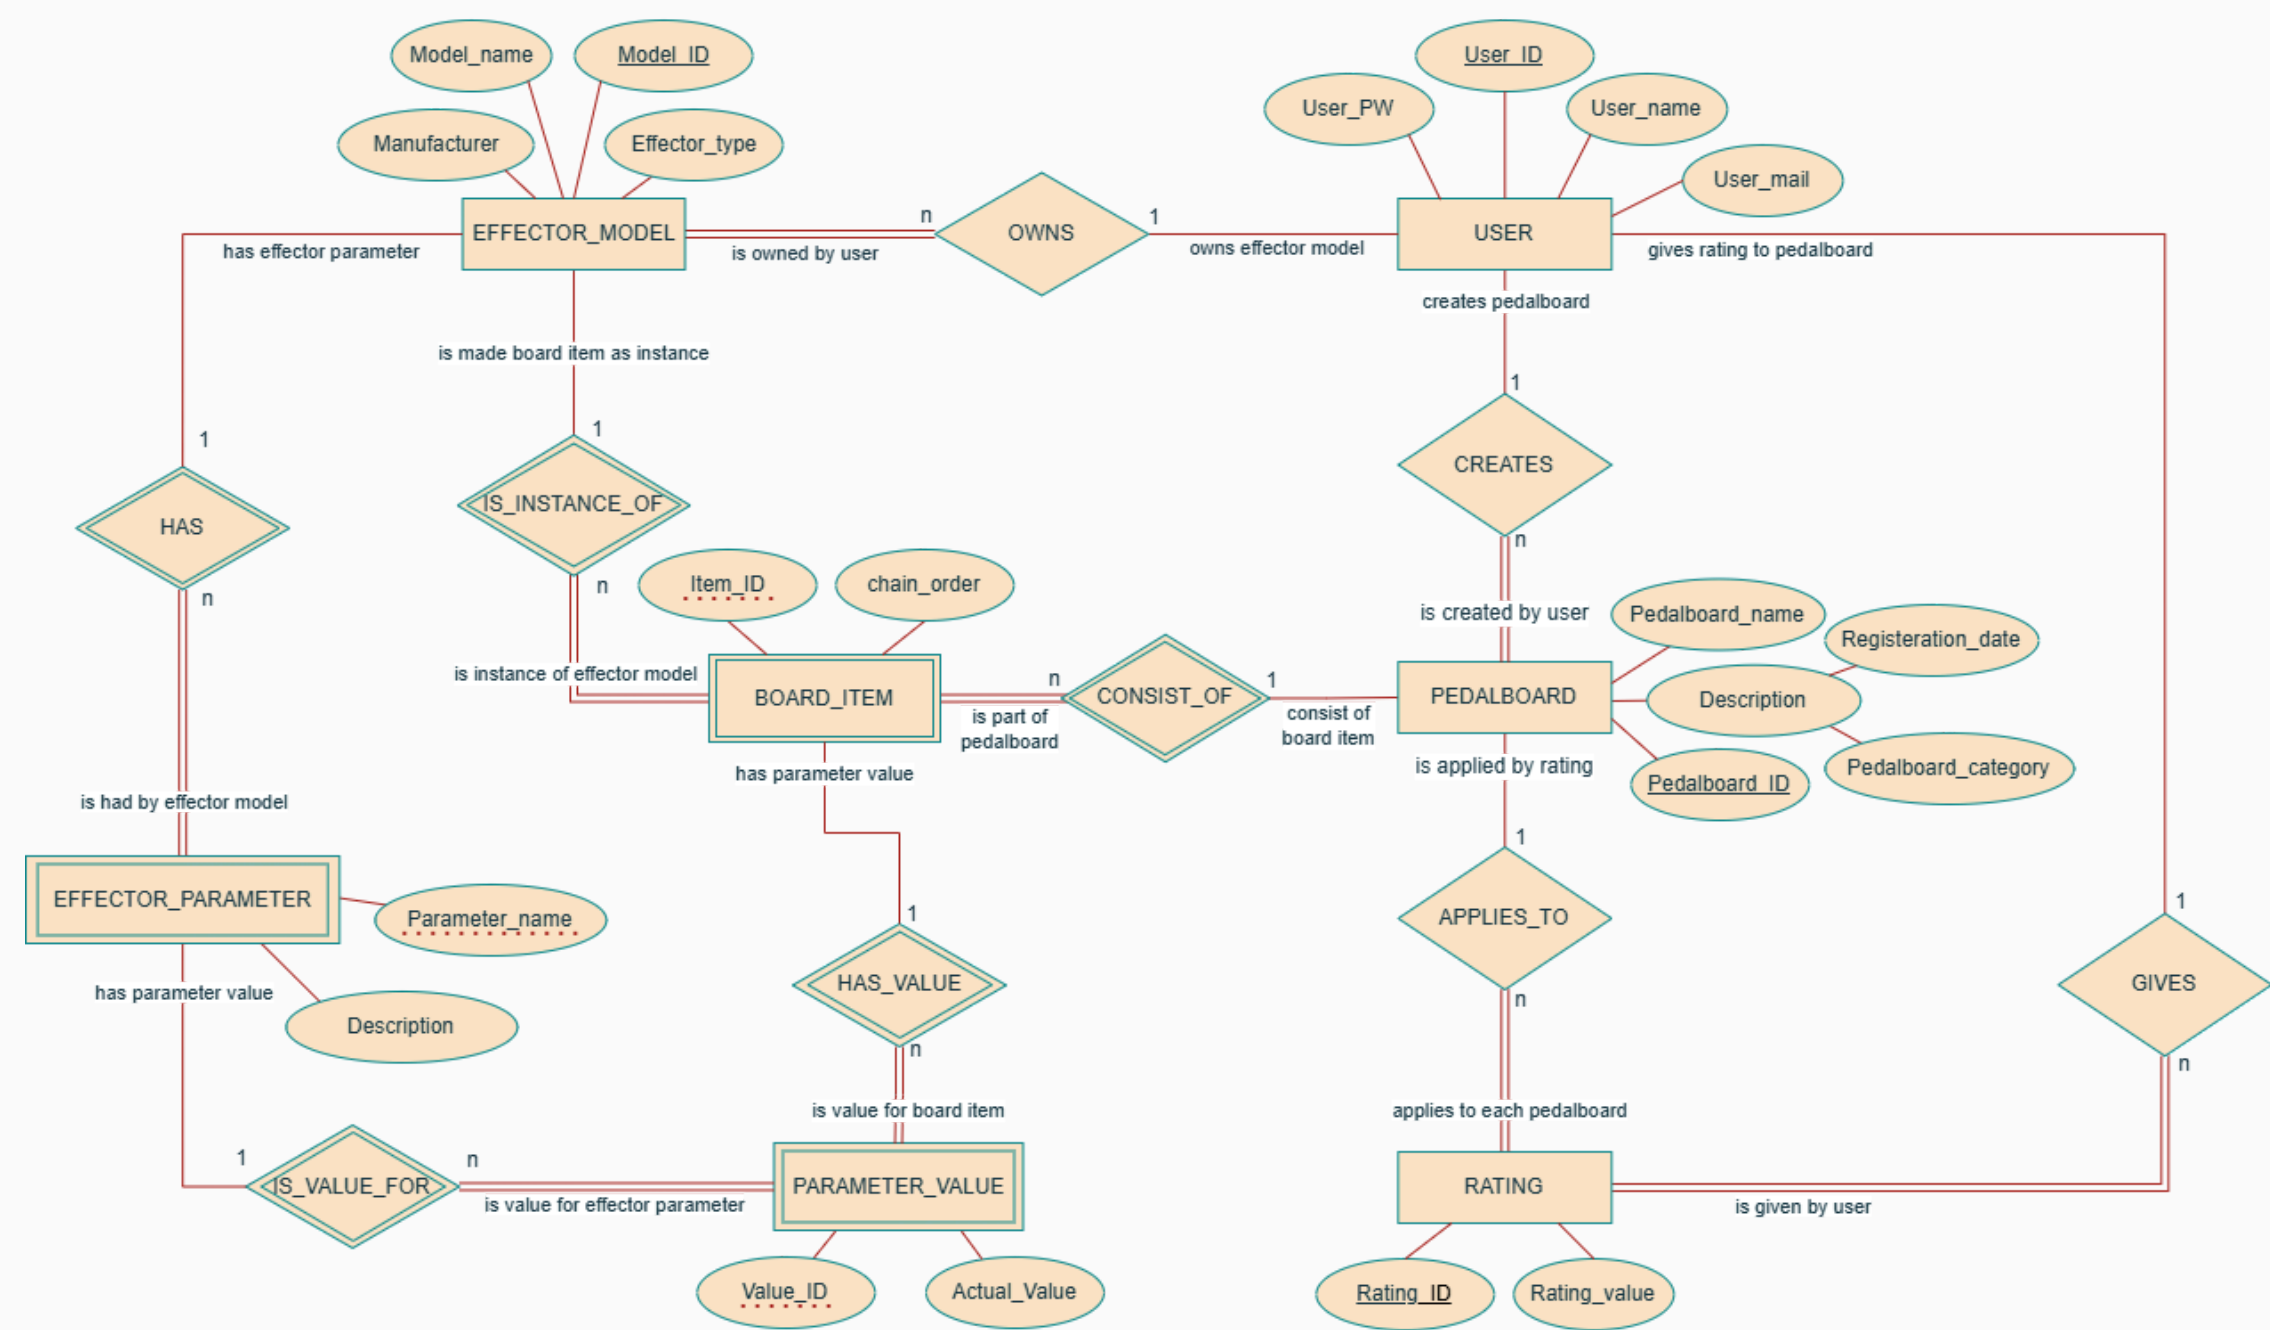 Model_name
Model_ID
User_ID
User_PW
User_name
Manufacturer
Effector_type
User_mail
EFFECTOR_MODEL
n
OWNS
1
USER
has effector parameter
is owned by user
owns effector model
gives rating to pedalboard
creates pedalboard
is made board item as instance
1
1
1
CREATES
IS_INSTANCE_OF
HAS
n
n
n
Item_ID
chain_order
is created by user
Pedalboard_name
Registeration_date
is instance of effector model
BOARD_ITEM
n
CONSIST_OF
1
PEDALBOARD
Description
is part of
pedalboard
consist of
board item
has parameter value
is applied by rating
Pedalboard_category
Pedalboard_ID
is had by effector model
1
EFFECTOR_PARAMETER
Parameter_name
1
APPLIES_TO
1
has parameter value
HAS_VALUE
GIVES
n
Description
n
n
is value for board item
applies to each pedalboard
1
n
IS_VALUE_FOR
PARAMETER_VALUE
RATING
is value for effector parameter
is given by user
Value_ID
Actual_Value
Rating_ID
Rating_value